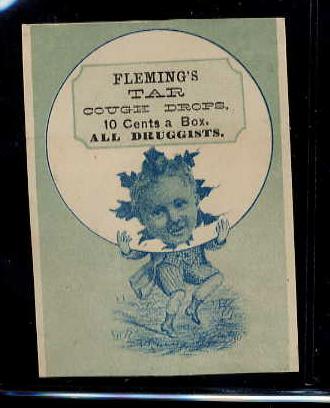 FLEMING'S
TAR
COUGH DROPS,
10 Cents a Box.
ALL DRUGGISTS.